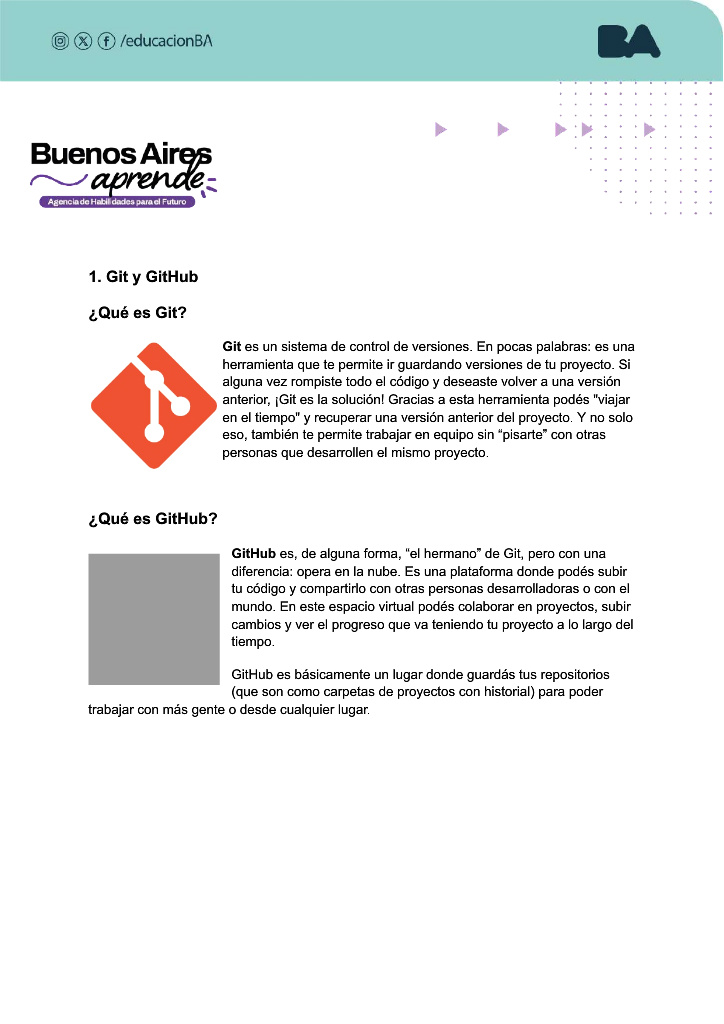 /educacionBA
BA
Buenos Aires
aprende
Agencia de Habilidades para el Futuro
1. Git y GitHub
¿Qué es Git?
Git es un sistema de control de versiones. En pocas palabras: es una
herramienta que te permite ir guardando versiones de tu proyecto. Si
alguna vez rompiste todo el código y deseaste volver a una versión
anterior, ¡Git es la solución! Gracias a esta herramienta podés "viajar
en el tiempo" y recuperar una versión anterior del proyecto. Y no solo
eso, también te permite trabajar en equipo sin “pisarte” con otras
personas que desarrollen el mismo proyecto.
¿Qué es GitHub?
GitHub es, de alguna forma, “el hermano” de Git, pero con una
diferencia: opera en la nube. Es una plataforma donde podés subir
tu código y compartirlo con otras personas desarrolladoras o con el
mundo. En este espacio virtual podés colaborar en proyectos, subir
cambios y ver el progreso que va teniendo tu proyecto a lo largo del
tiempo.
GitHub es básicamente un lugar donde guardás tus repositorios
(que son como carpetas de proyectos con historial) para poder
trabajar con más gente o desde cualquier lugar.